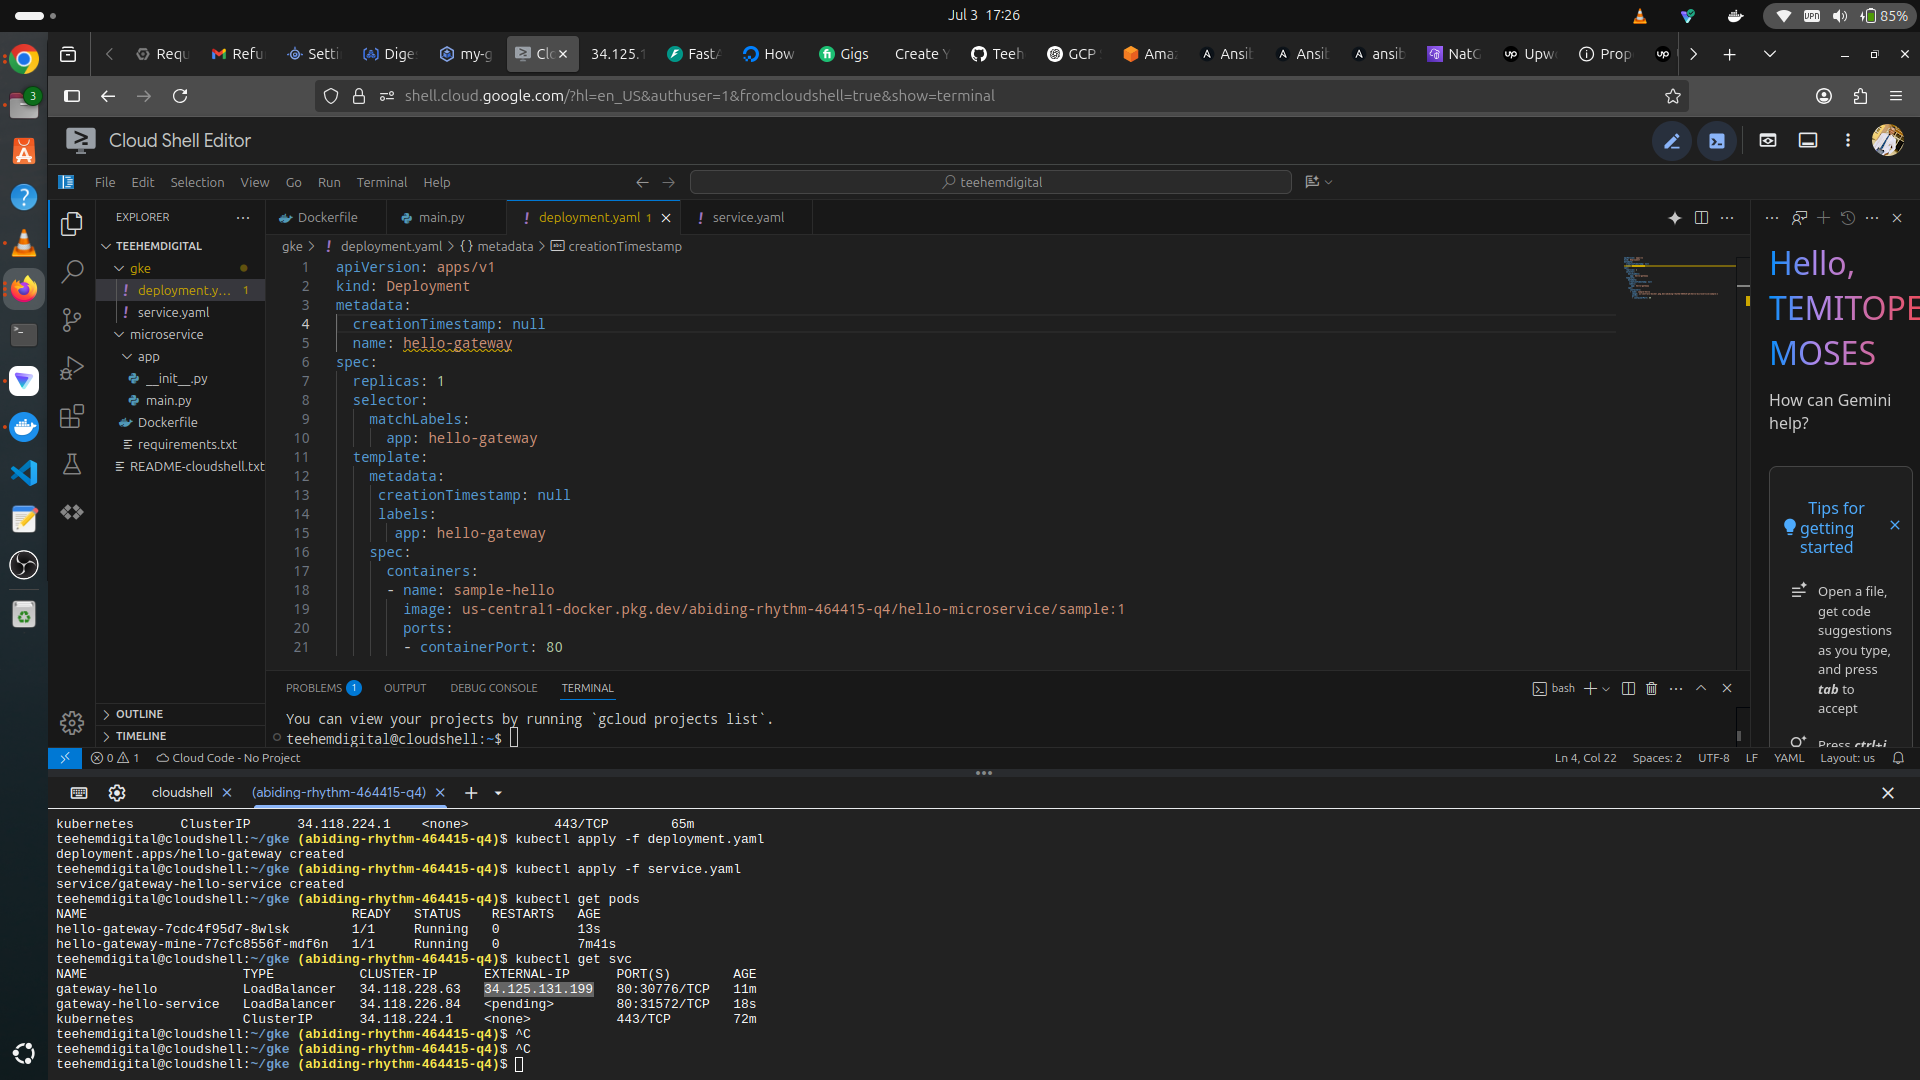 Jul 3 17:26
85%
Requ
Refu
Setti
Dige
my-g
Clo
34.125.1
FastA
How
Gigs
Create Y
Teeh
GCP
Ama
Ansib
Ansib
ansib
NatG
Upw
Prop
shell.cloud.google.com/?hl=en_US&authuser=1&fromcloudshell=true&show=terminal
3
Cloud Shell Editor
File Edit Selection View Go Run Terminal Help
teehemdigital
EXPLORER
TEEHEMDIGITAL
gke
deployment.y... 1
service.yaml
microservice
app
__init__.py
main.py
Dockerfile
requirements.txt
README-cloudshell.txt
OUTLINE
TIMELINE
Dockerfile
main.py
deployment.yaml 1
service.yaml
gke > ! deployment.yaml > {} metadata > creationTimestamp
1 apiVersion: apps/v1
2 kind: Deployment
3 metadata:
4 creationTimestamp: null
5 name: hello-gateway
6 spec:
7 replicas: 1
8 selector:
9 matchLabels:
10 app: hello-gateway
11 template:
12 metadata:
13 creationTimestamp: null
14 labels:
15 app: hello-gateway
16 spec:
17 containers:
18 - name: sample-hello
19 image: us-central1-docker.pkg.dev/abiding-rhythm-464415-q4/hello-microservice/sample:1
20 ports:
21 - containerPort: 80
Hello,
TEMITOPE
MOSES
How can Gemini
help?
Tips for
getting
started
Open a file,
get code
suggestions
as you type,
and press
tab to
accept
Press ctrl+i
PROBLEMS 1 OUTPUT DEBUG CONSOLE TERMINAL
bash
You can view your projects by running `gcloud projects list`.
teehemdigital@cloudshell:~$
0 1 Cloud Code - No Project
Ln 4, Col 22 Spaces: 2 UTF-8 LF YAML Layout: us
cloudshell
(abiding-rhythm-464415-q4)
kubernetes ClusterIP 34.118.224.1 <none> 443/TCP 65m
teehemdigital@cloudshell:~/gke (abiding-rhythm-464415-q4)$ kubectl apply -f deployment.yaml
deployment.apps/hello-gateway created
teehemdigital@cloudshell:~/gke (abiding-rhythm-464415-q4)$ kubectl apply -f service.yaml
service/gateway-hello-service created
teehemdigital@cloudshell:~/gke (abiding-rhythm-464415-q4)$ kubectl get pods
NAME READY STATUS RESTARTS AGE
hello-gateway-7cdc4f95d7-8wlsk 1/1 Running 0 13s
hello-gateway-mine-77cfc8556f-mdf6n 1/1 Running 0 7m41s
teehemdigital@cloudshell:~/gke (abiding-rhythm-464415-q4)$ kubectl get svc
NAME TYPE CLUSTER-IP EXTERNAL-IP PORT(S) AGE
gateway-hello LoadBalancer 34.118.228.63 34.125.131.199 80:30776/TCP 11m
gateway-hello-service LoadBalancer 34.118.226.84 <pending> 80:31572/TCP 18s
kubernetes ClusterIP 34.118.224.1 <none> 443/TCP 72m
teehemdigital@cloudshell:~/gke (abiding-rhythm-464415-q4)$ ^C
teehemdigital@cloudshell:~/gke (abiding-rhythm-464415-q4)$ ^C
teehemdigital@cloudshell:~/gke (abiding-rhythm-464415-q4)$